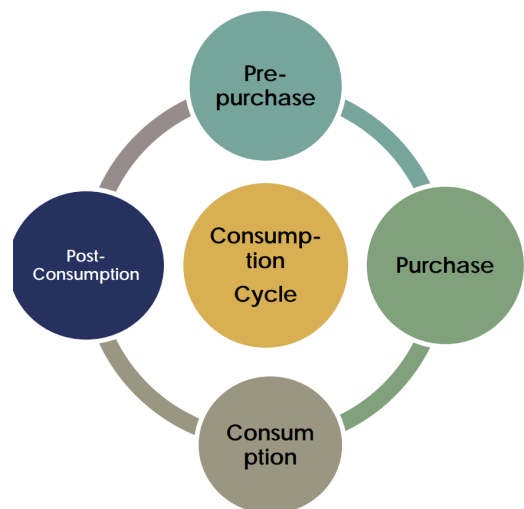 Pre-
purchase
Consump-
tion
Cycle
Purchase
Post-
Consumption
Consum
ption